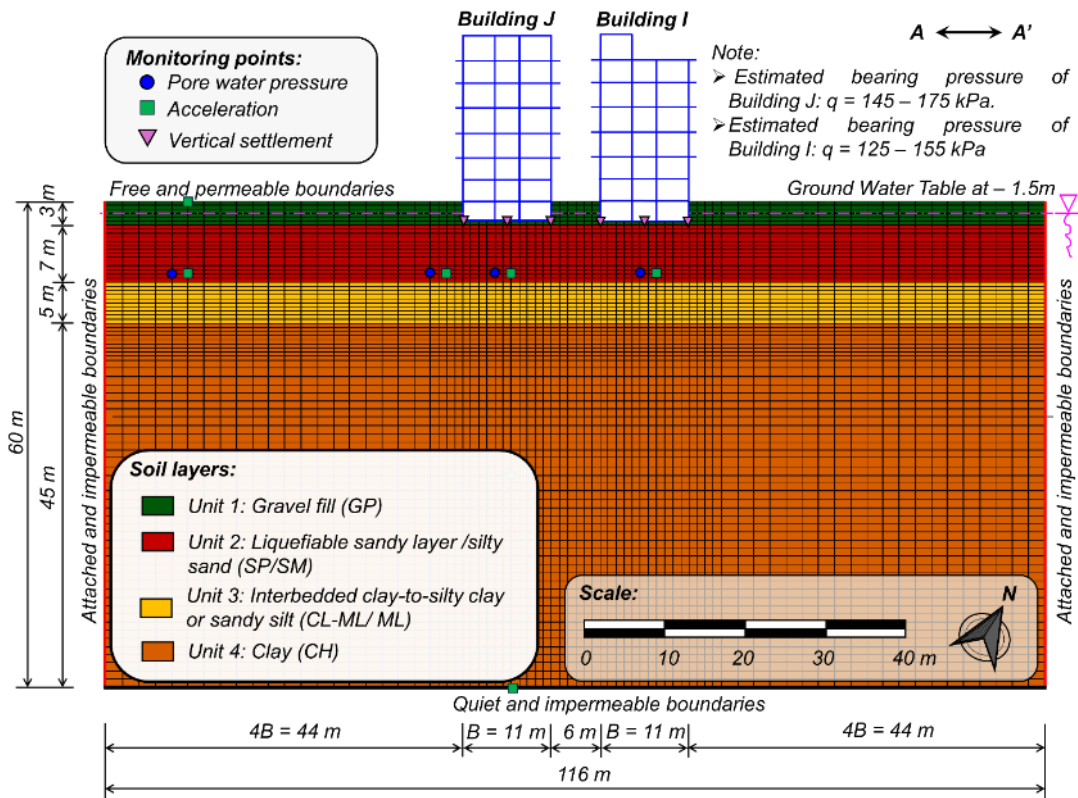 Building J
Building I
A
A'
Monitoring points:
Pore water pressure
Acceleration
Vertical settlement
Note:
➢ Estimated bearing pressure of
Building J: q = 145 – 175 kPa.
➢ Estimated bearing pressure of
Building I: q = 125 – 155 kPa
Free and permeable boundaries
Ground Water Table at – 1.5m
3 m
7 m
5 m
45 m
60 m
Attached and impermeable boundaries
Attached and impermeable boundaries
Soil layers:
Unit 1: Gravel fill (GP)
Unit 2: Liquefiable sandy layer /silty
sand (SP/SM)
Unit 3: Interbedded clay-to-silty clay
or sandy silt (CL-ML/ ML)
Unit 4: Clay (CH)
Scale:
N
0 10 20 30 40 m
Quiet and impermeable boundaries
4B = 44 m
B = 11 m
6 m
B = 11 m
4B = 44 m
116 m